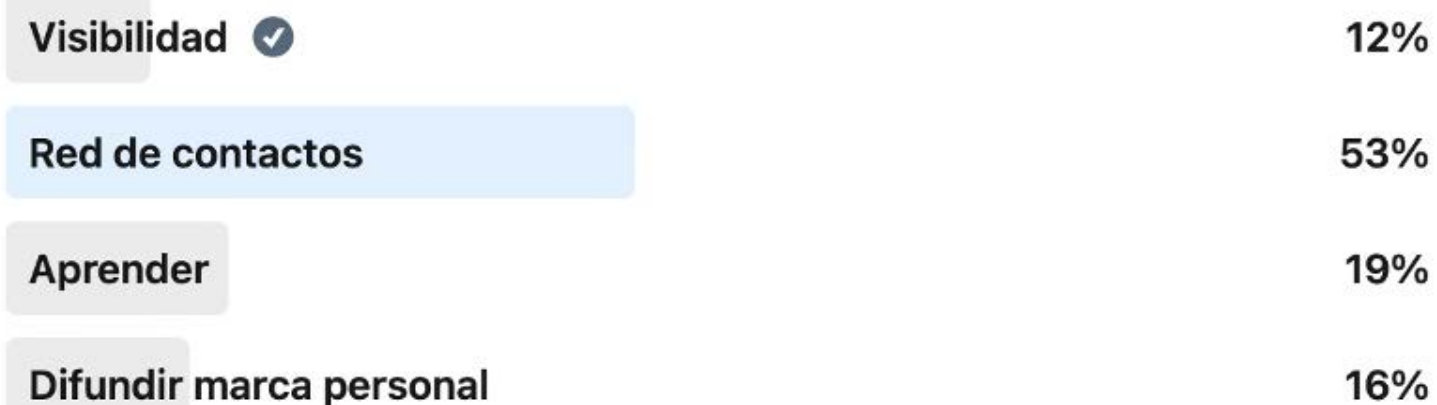 Visibilidad 12%
Red de contactos 53%
Aprender 19%
Difundir marca personal 16%